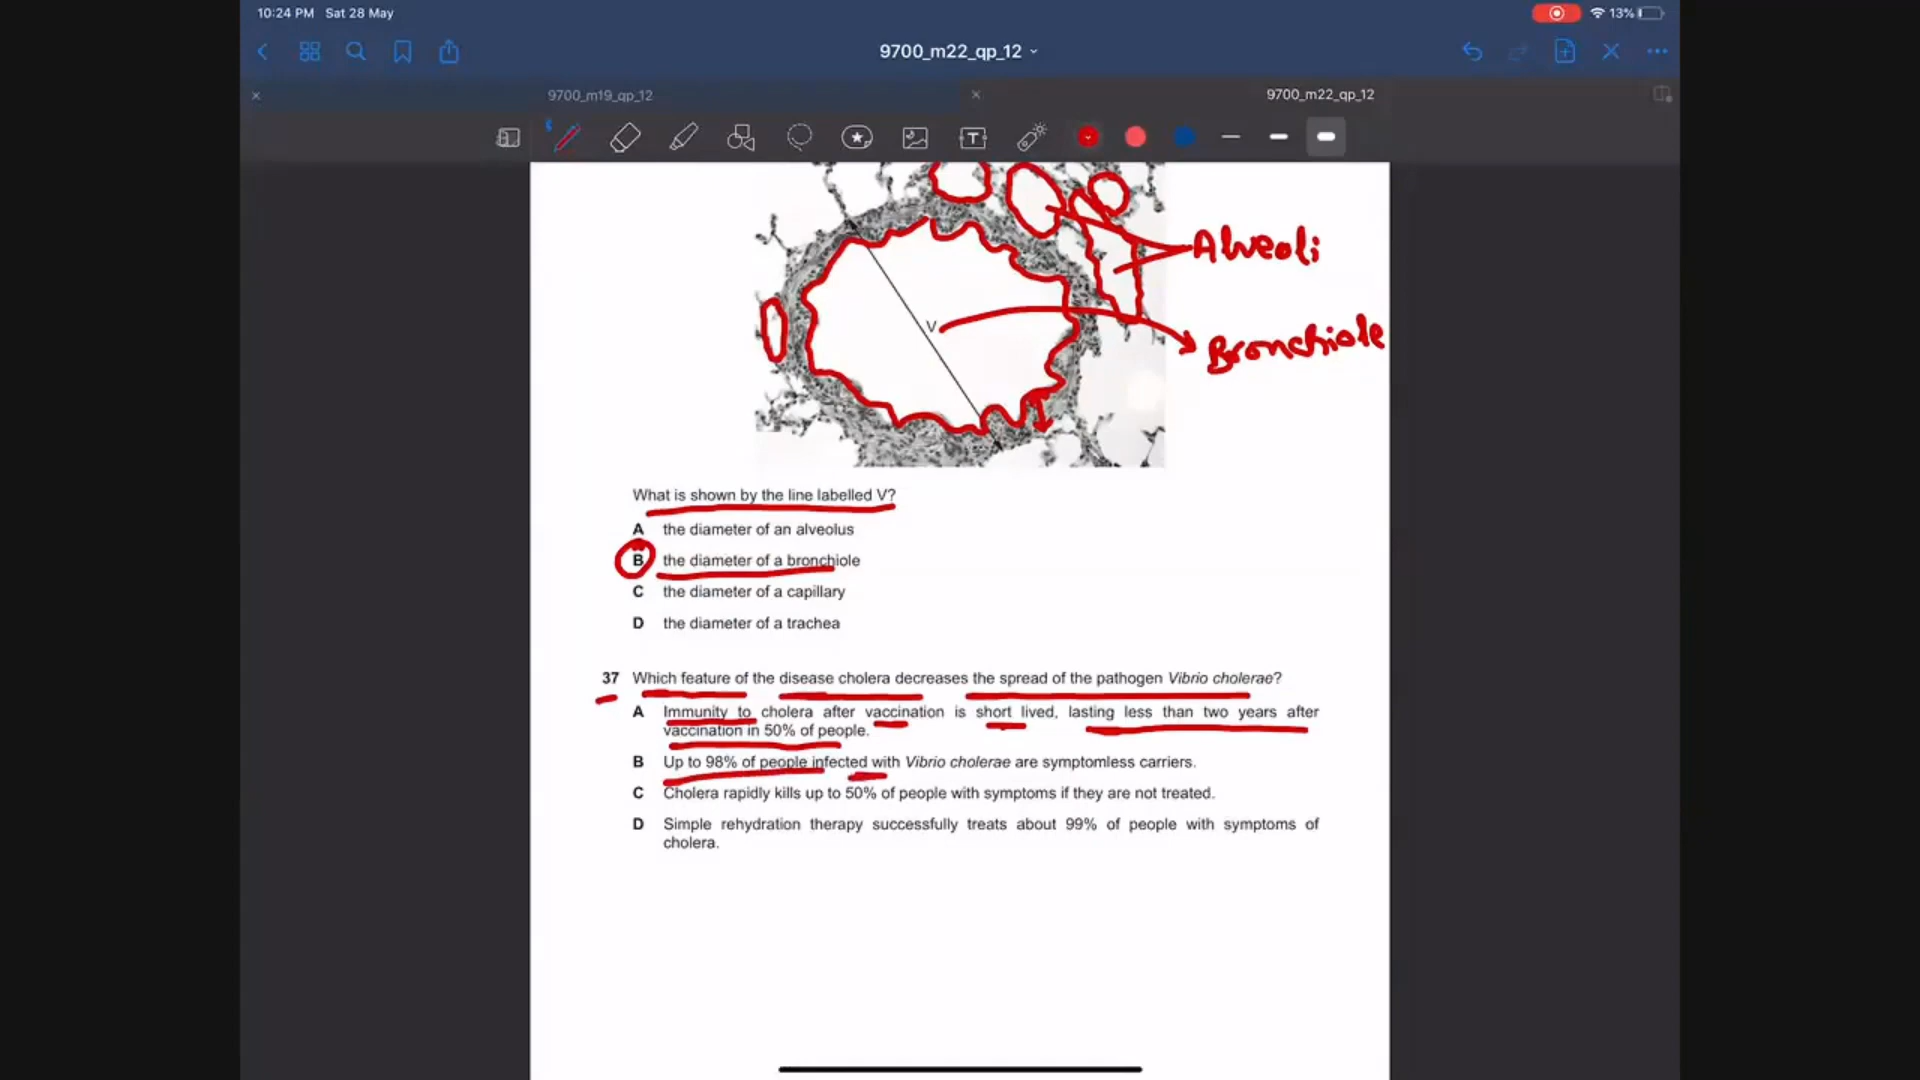 10:24 PM Sat 28 May
13%
9700_m22_qp_12
9700_m19_qp_12
9700_m22_qp_12
T
Alveoli
V
Bronchiole
What is shown by the line labelled V?
A the diameter of an alveolus
B the diameter of a bronchiole
C the diameter of a capillary
D the diameter of a trachea
37 Which feature of the disease cholera decreases the spread of the pathogen Vibrio cholerae?
A Immunity to cholera after vaccination is short lived, lasting less than two years after
vaccination in 50% of people.
B Up to 98% of people infected with Vibrio cholerae are symptomless carriers.
C Cholera rapidly kills up to 50% of people with symptoms if they are not treated.
D Simple rehydration therapy successfully treats about 99% of people with symptoms of
cholera.